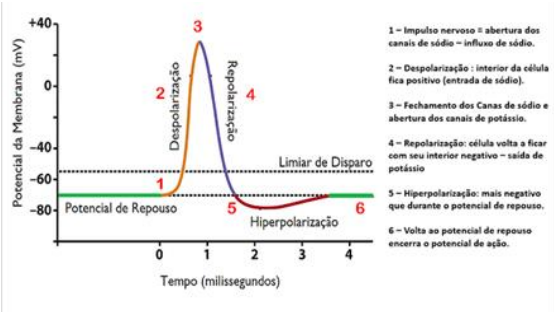 +40
0
−40
−60
−80
Potencial da Membrana (mV)
3
2
Despolarização
Repolarização
4
Limiar de Disparo
1
Potencial de Repouso
5
Hiperpolarização
6
0 1 2 3 4
Tempo (milissegundos)
1 – Impulso nervoso = abertura dos
canais de sódio – influxo de sódio.
2 – Despolarização : interior da célula
fica positivo (entrada de sódio).
3 – Fechamento dos Canas de sódio e
abertura dos canais de potássio.
4 – Repolarização: célula volta a ficar
com seu interior negativo – saída de
potássio
5 – Hiperpolarização: mais negativo
que durante o potencial de repouso.
6 – Volta ao potencial de repouso
encerra o potencial de ação.